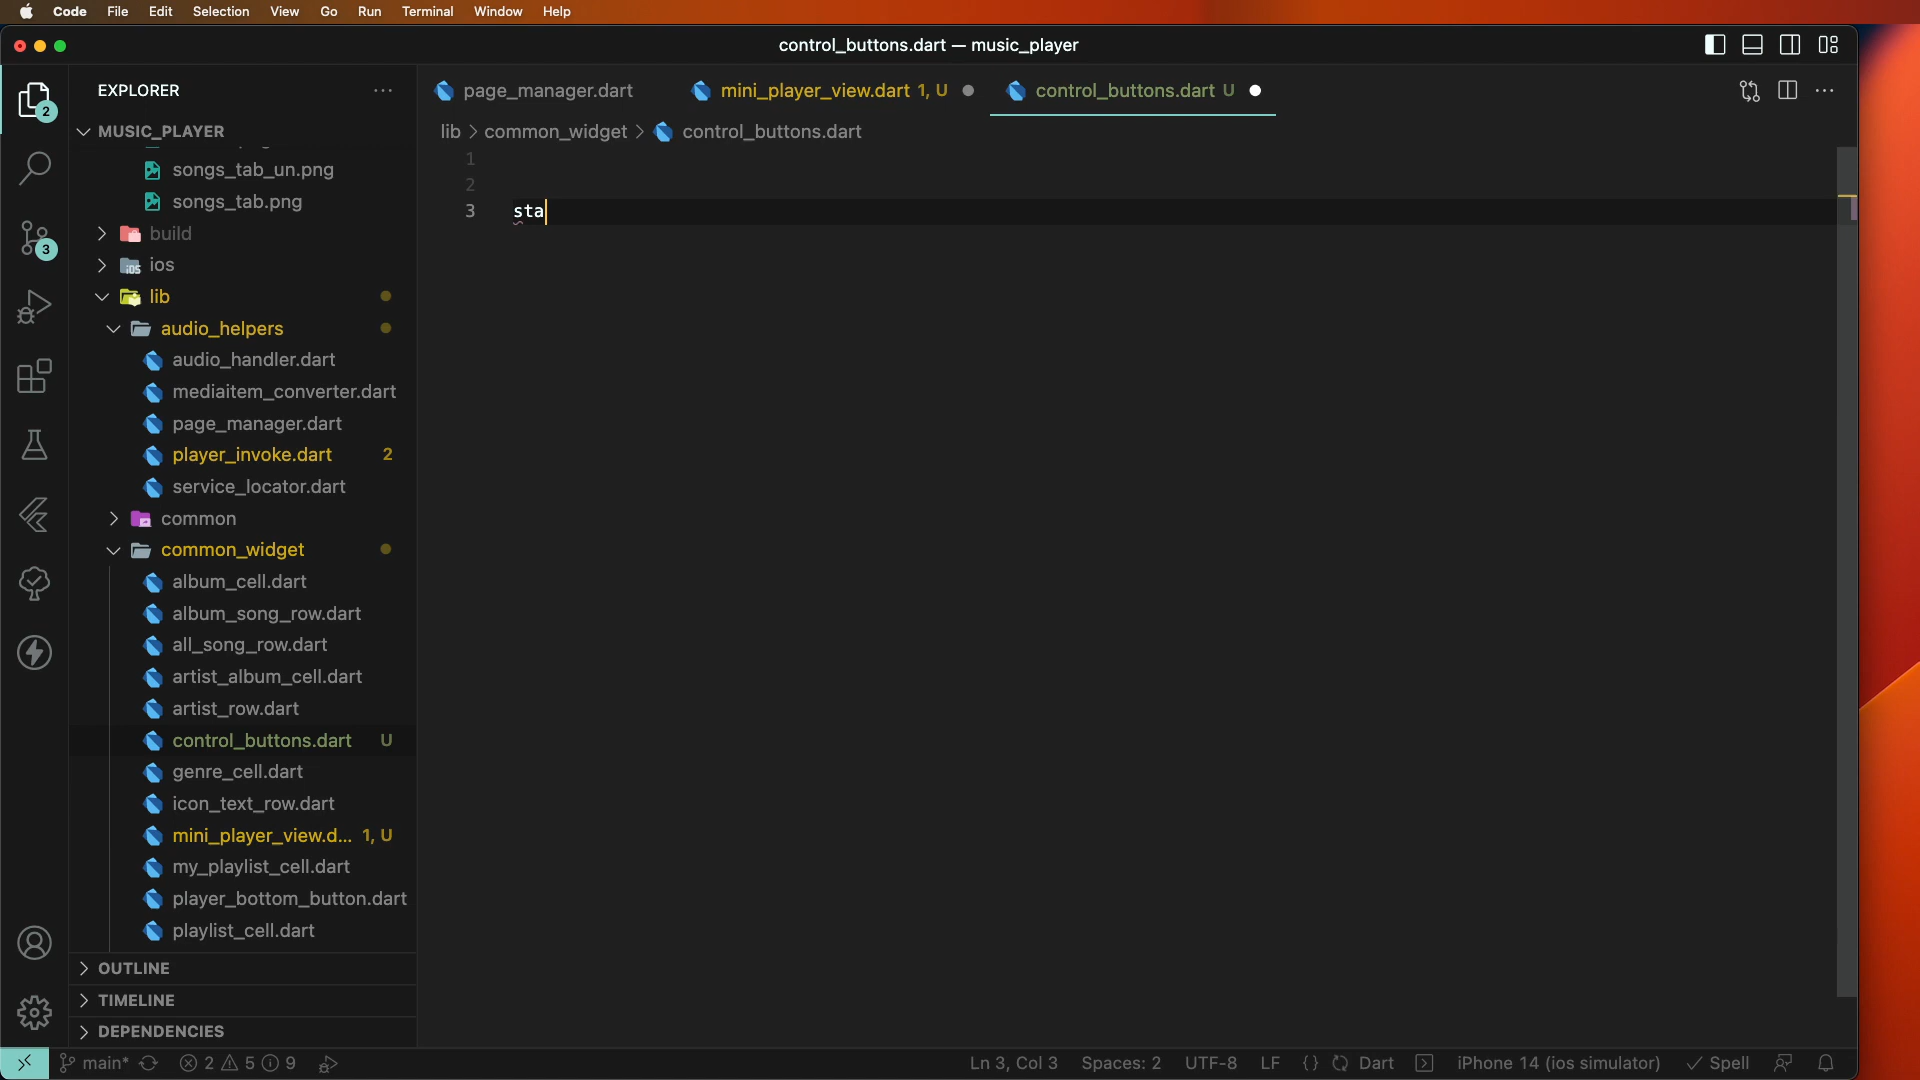 Code File Edit Selection View Go Run Terminal Window Help
control_buttons.dart — music_player
EXPLORER
page_manager.dart
mini_player_view.dart 1, U
control_buttons.dart U
MUSIC_PLAYER
lib > common_widget > control_buttons.dart
1
2
3 sta
songs_tab_un.png
songs_tab.png
build
ios
lib
audio_helpers
audio_handler.dart
mediaitem_converter.dart
page_manager.dart
player_invoke.dart 2
service_locator.dart
common
common_widget
album_cell.dart
album_song_row.dart
all_song_row.dart
artist_album_cell.dart
artist_row.dart
control_buttons.dart U
genre_cell.dart
icon_text_row.dart
mini_player_view.d... 1, U
my_playlist_cell.dart
player_bottom_button.dart
playlist_cell.dart
OUTLINE
TIMELINE
DEPENDENCIES
2
3
main* 2 5 9
Ln 3, Col 3 Spaces: 2 UTF-8 LF {} Dart iPhone 14 (ios simulator) Spell